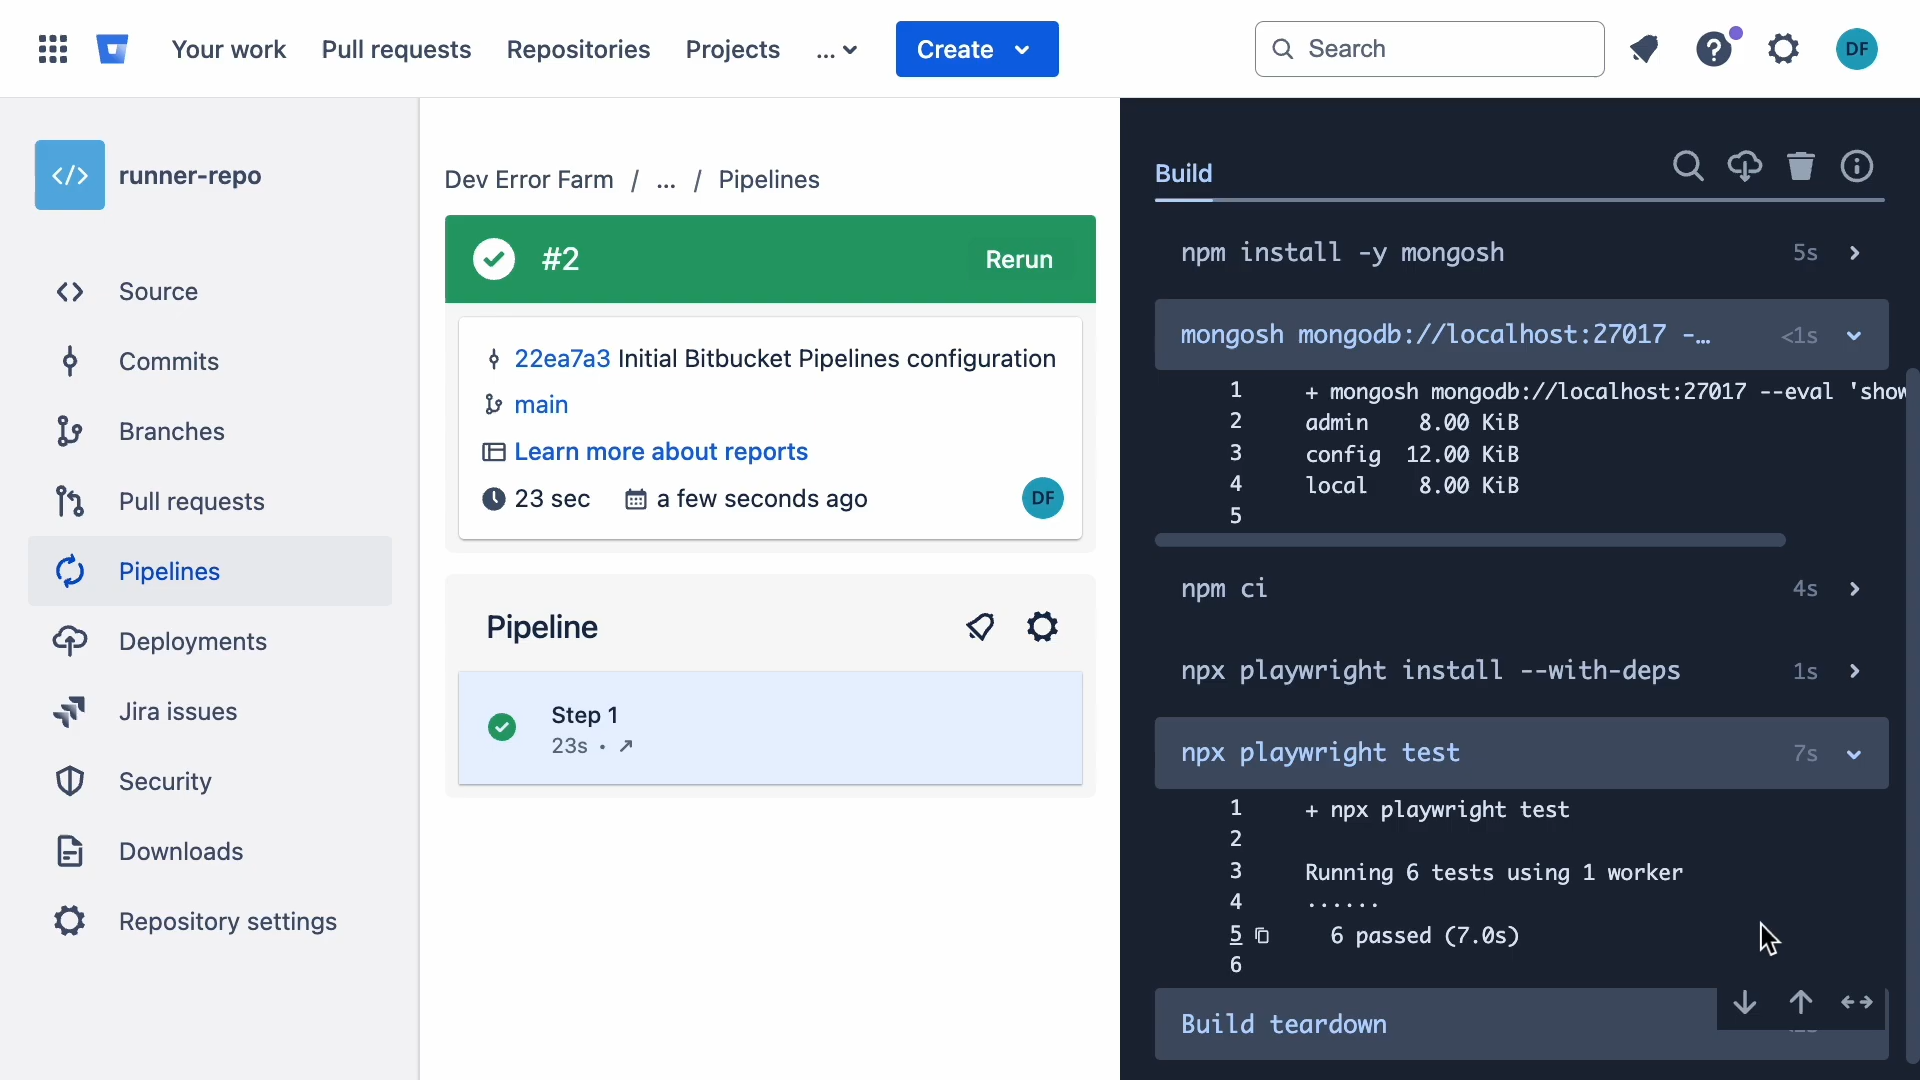 Your work
Pull requests
Repositories
Projects
...
Create
Search
?
DF
</> runner-repo
Source
Commits
Branches
Pull requests
Pipelines
Deployments
Jira issues
Security
Downloads
Repository settings
Dev Error Farm / ... / Pipelines
#2
Rerun
22ea7a3 Initial Bitbucket Pipelines configuration
main
Learn more about reports
23 sec a few seconds ago
DF
Pipeline
Step 1
23s • ↗
Build
npm install -y mongosh 5s
mongosh mongodb://localhost:27017 -… <1s
1 + mongosh mongodb://localhost:27017 --eval 'show
2 admin 8.00 KiB
3 config 12.00 KiB
4 local 8.00 KiB
5
npm ci 4s
npx playwright install --with-deps 1s
npx playwright test 7s
1 + npx playwright test
2
3 Running 6 tests using 1 worker
4 ······
5 6 passed (7.0s)
6
Build teardown